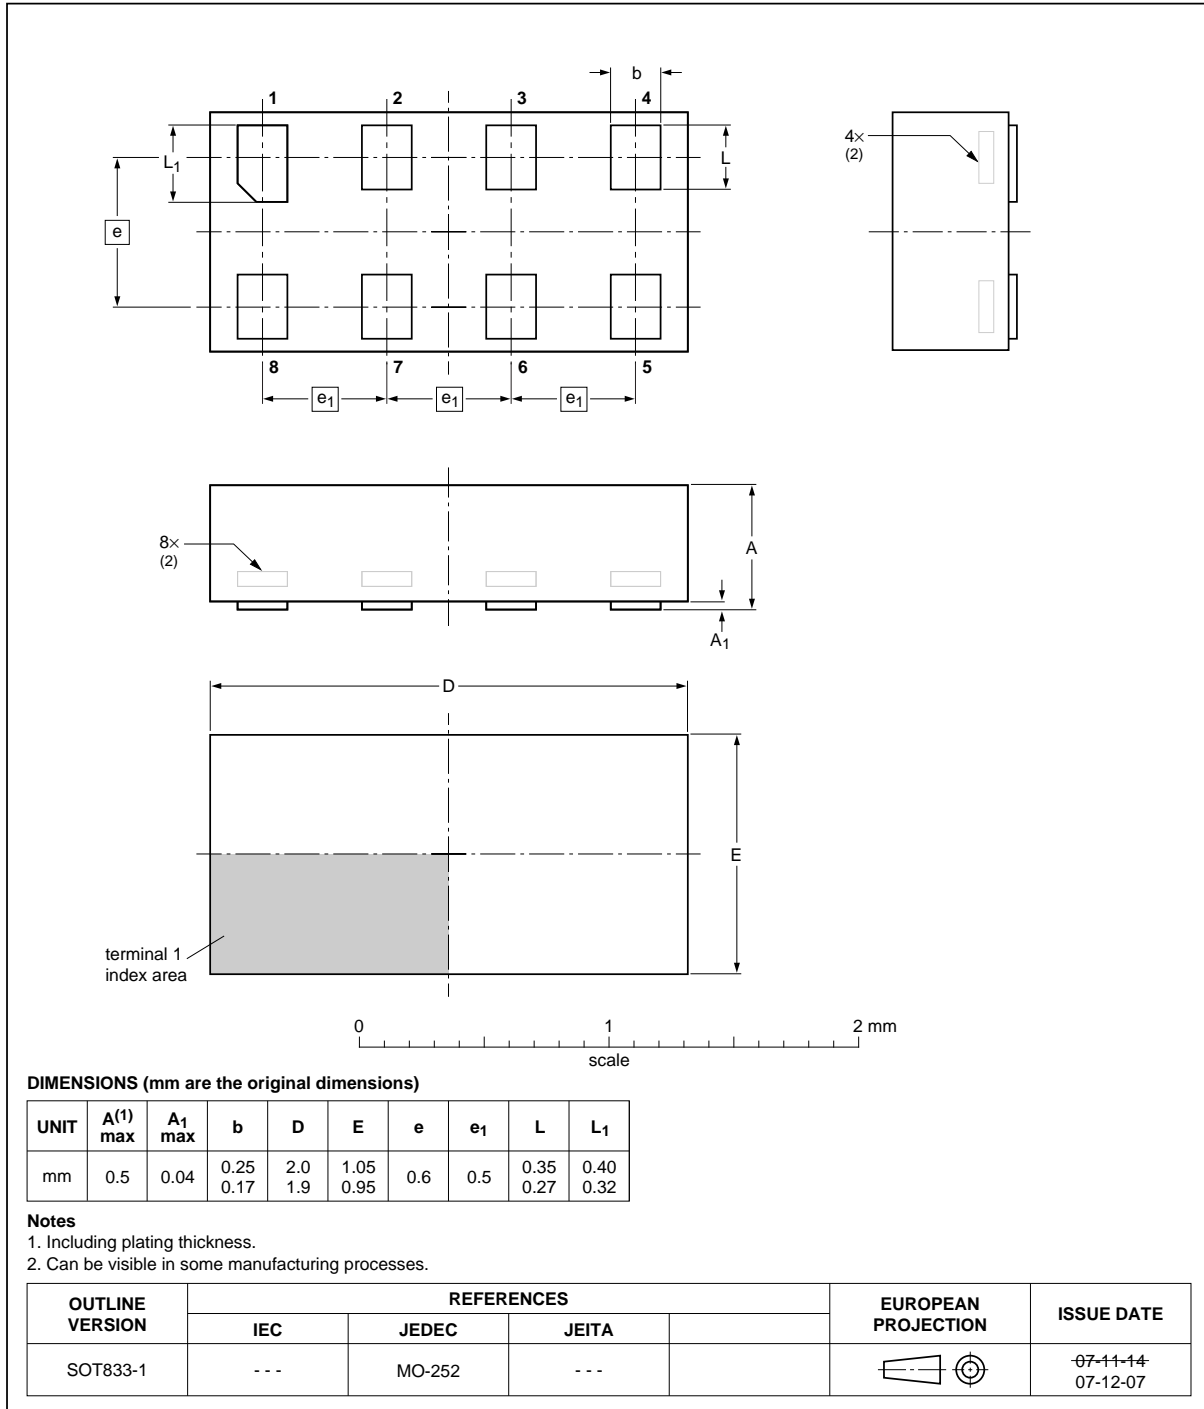 b
1 2 3 4
L1
L
4×
(2)
e
8 7 6 5
e1 e1 e1
8×
(2)
A
A1
D
E
terminal 1
index area
0 1 2 mm
scale
DIMENSIONS (mm are the original dimensions)
UNIT A(1) max A1 max b D E e e1 L L1
mm 0.5 0.04 0.25 0.17 2.0 1.9 1.05 0.95 0.6 0.5 0.35 0.27 0.40 0.32
Notes
1. Including plating thickness.
2. Can be visible in some manufacturing processes.
OUTLINE VERSION REFERENCES EUROPEAN PROJECTION ISSUE DATE
IEC JEDEC JEITA
SOT833-1 - - - MO-252 - - - 07-11-14
07-12-07